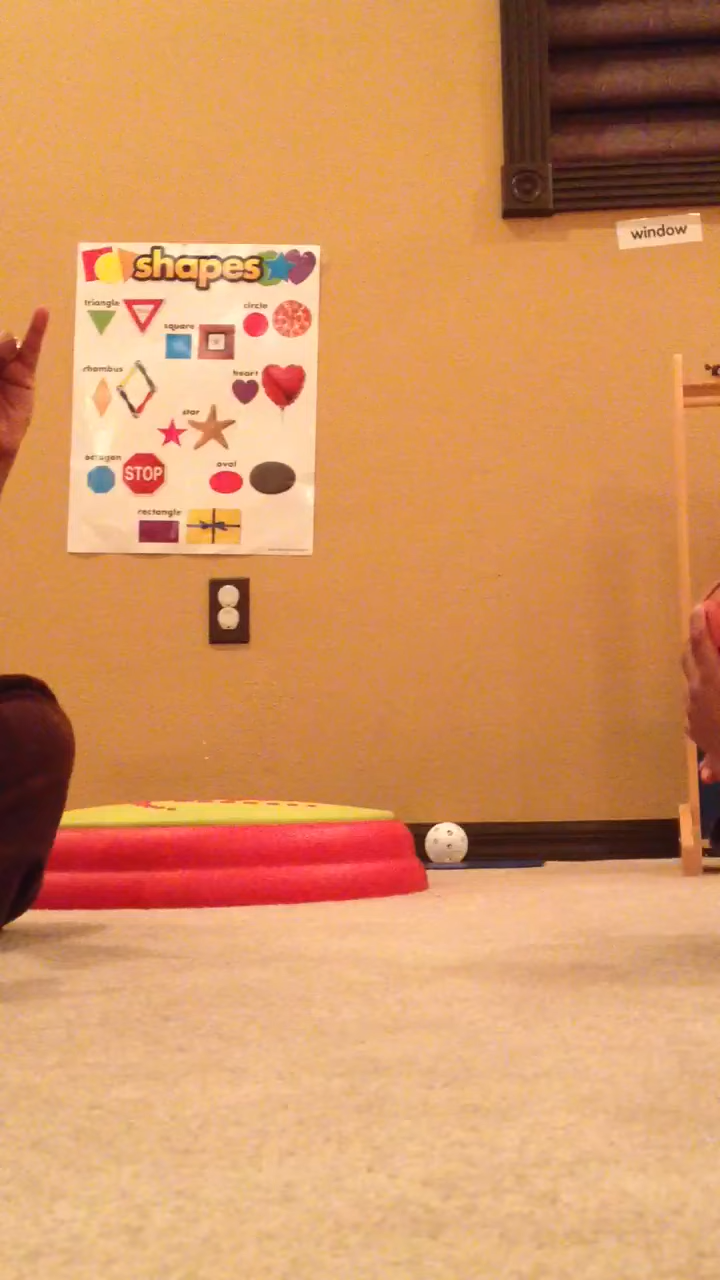 window
shapes
triangle
circle
square
rhombus
heart
star
octagon
STOP
oval
rectangle